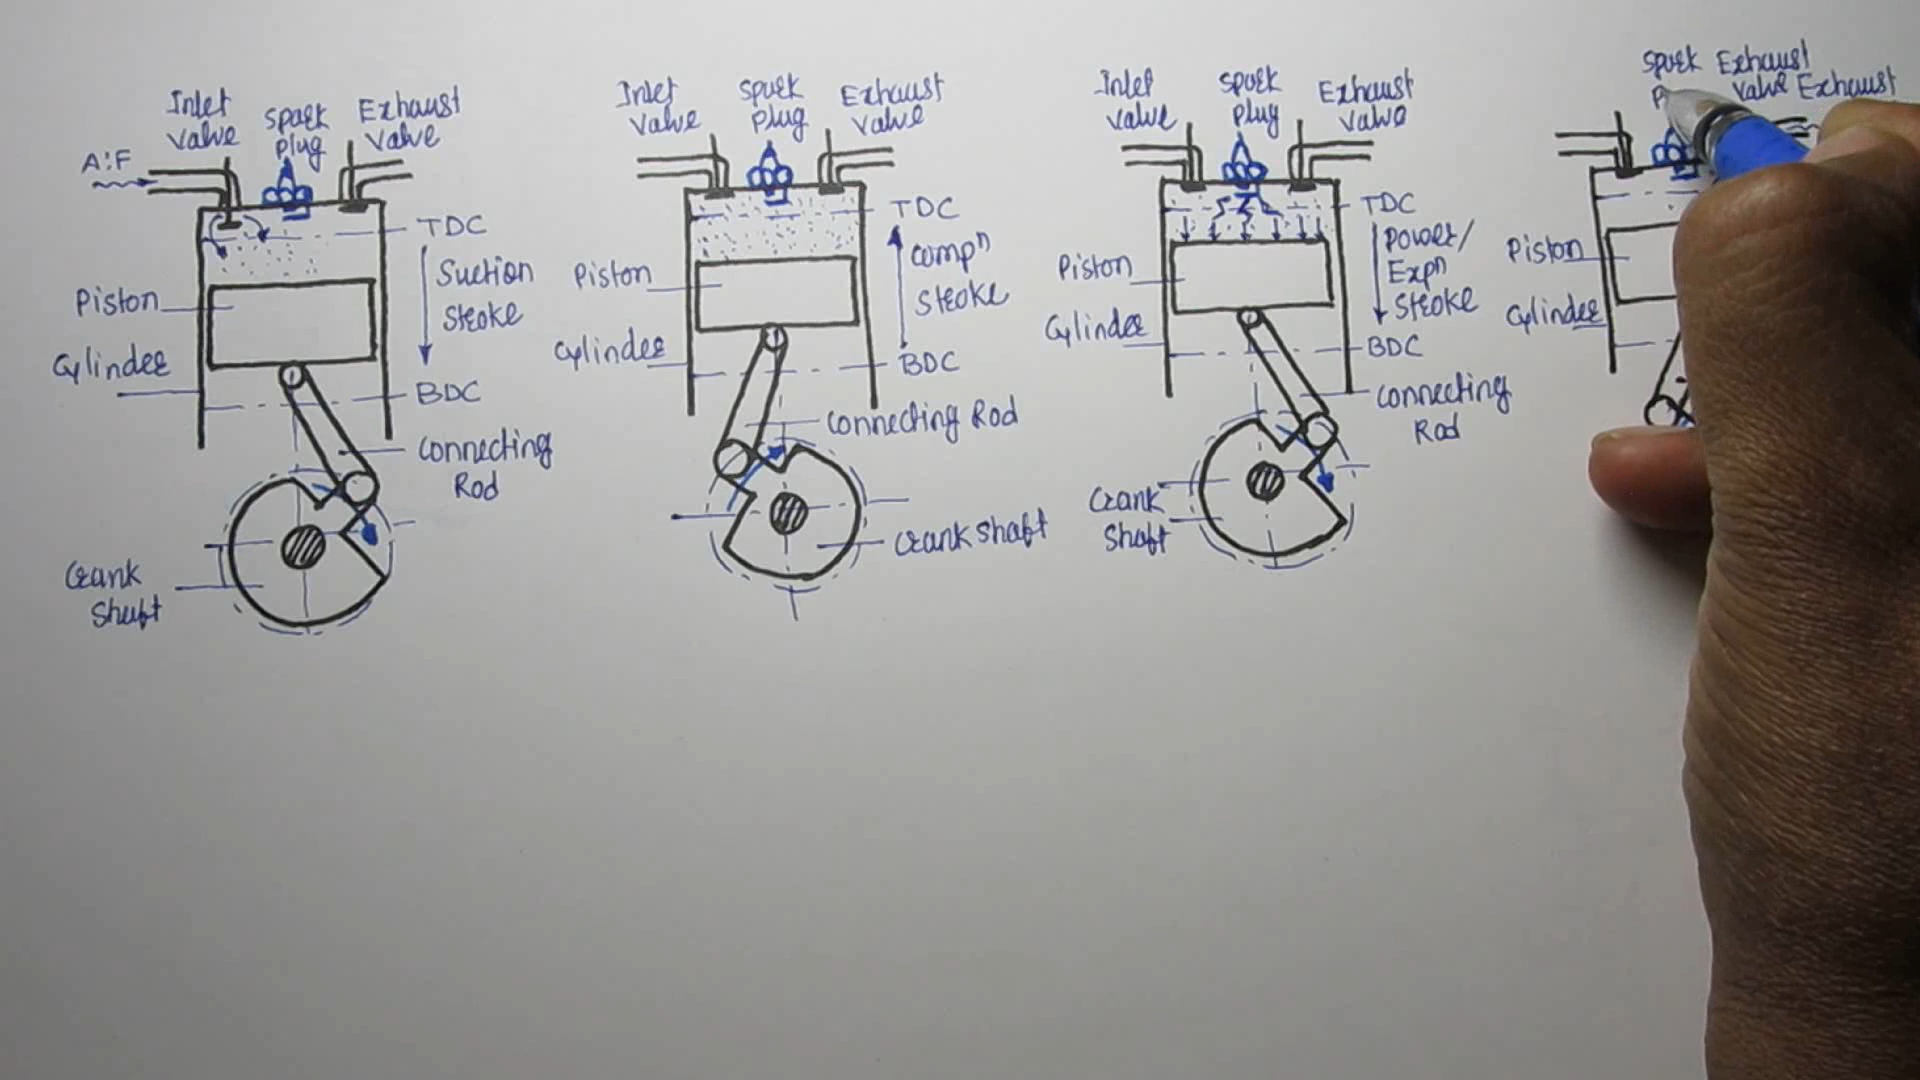 Inlet
valve
spark
plug
Exhaust
valve
A:F
TDC
Suction
stroke
Piston
Cylinder
BDC
Connecting
Rod
Crank
Shaft
Inlet
valve
spark
plug
Exhaust
valve
TDC
Compⁿ
stroke
Piston
Cylinder
BDC
Connecting Rod
Crank shaft
Inlet
valve
spark
plug
Exhaust
valve
TDC
Power/
Expⁿ
stroke
Piston
Cylinder
BDC
Connecting
Rod
Crank
Shaft
spark
Exhaust
valve
Exhaust
Piston
Cylinder